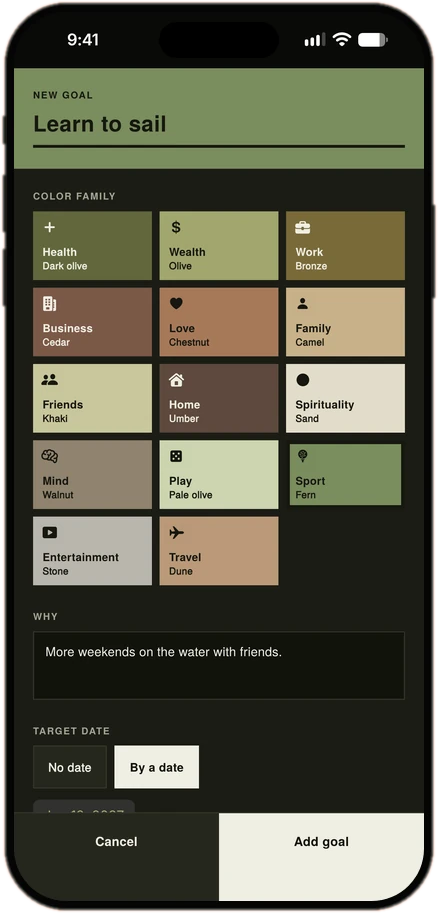 9:41
NEW GOAL
Learn to sail
COLOR FAMILY
Health
Dark olive
$
Wealth
Olive
Work
Bronze
Business
Cedar
Love
Chestnut
Family
Camel
Friends
Khaki
Home
Umber
Spirituality
Sand
Mind
Walnut
Play
Pale olive
Sport
Fern
Entertainment
Stone
Travel
Dune
WHY
More weekends on the water with friends.
TARGET DATE
No date
By a date
Cancel
Add goal